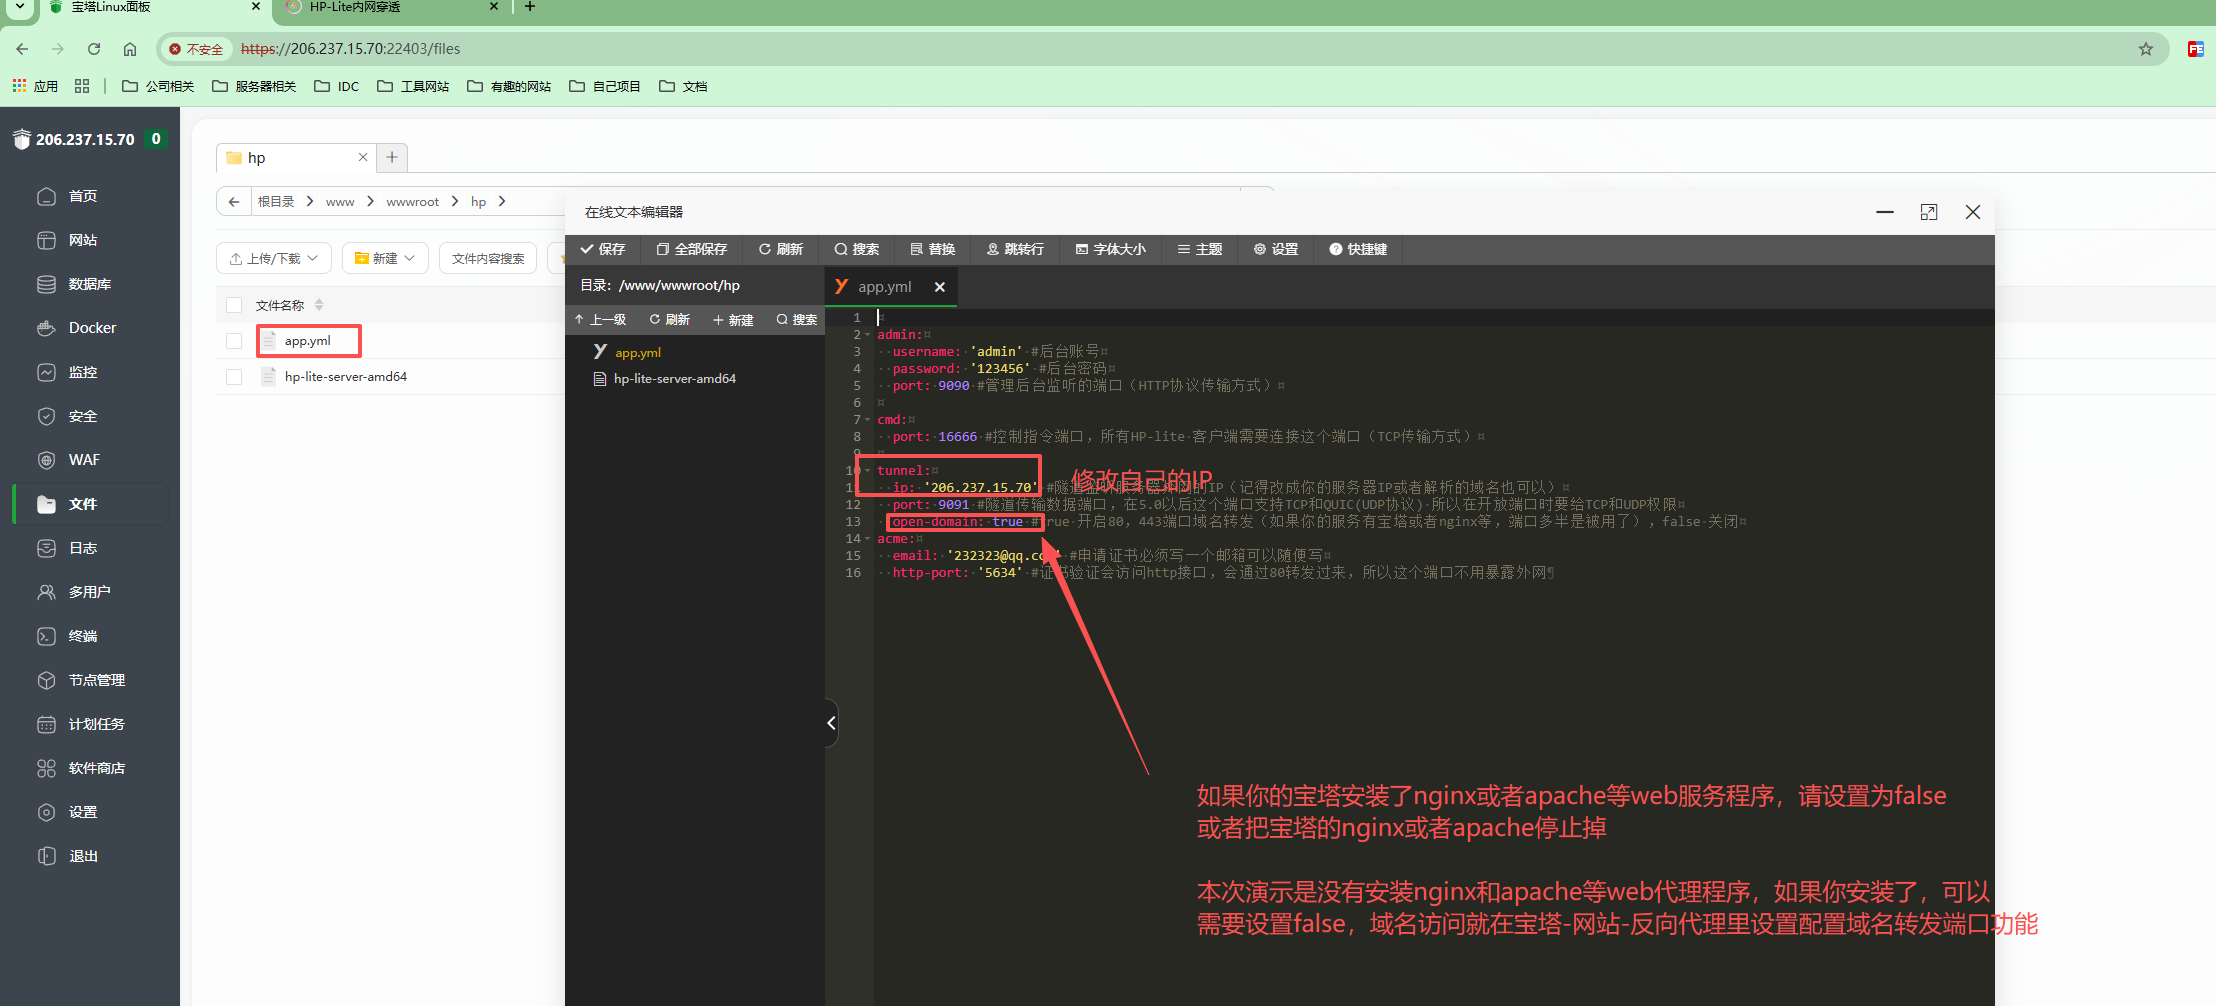 宝塔Linux面板
HP-Lite内网穿透
不安全 https://206.237.15.70:22403/files
应用 公司相关 服务器相关 IDC 工具网站 有趣的网站 自己项目 文档
206.237.15.70 0
首页
网站
数据库
Docker
监控
安全
WAF
文件
日志
多用户
终端
节点管理
计划任务
软件商店
设置
退出
hp
根目录 www wwwroot hp
上传/下载 新建 文件内容搜索
文件名称
app.yml
hp-lite-server-amd64
在线文本编辑器
保存 全部保存 刷新 搜索 替换 跳转行 字体大小 主题 设置 快捷键
目录：/www/wwwroot/hp
上一级 刷新 新建 搜索
app.yml
hp-lite-server-amd64
app.yml
1
2 admin:
3 username: 'admin' #后台账号
4 password: '123456' #后台密码
5 port: 9090 #管理后台监听的端口（HTTP协议传输方式）
6
7 cmd:
8 port: 16666 #控制指令端口，所有HP-lite 客户端需要连接这个端口（TCP传输方式）
9
10 tunnel:
11 ip: '206.237.15.70' #隧道监听服务器外网的IP（记得改成你的服务器IP或者解析的域名也可以）
12 port: 9091 #隧道传输数据端口，在5.0以后这个端口支持TCP和QUIC(UDP协议) 所以在开放端口时要给TCP和UDP权限
13 open-domain: true #true 开启80，443端口域名转发（如果你的服务有宝塔或者nginx等，端口多半是被用了），false 关闭
14 acme:
15 email: '232323@qq.com' #申请证书必须写一个邮箱可以随便写
16 http-port: '5634' #证书验证会访问http接口，会通过80转发过来，所以这个端口不用暴露外网
修改自己的IP
如果你的宝塔安装了nginx或者apache等web服务程序，请设置为false
或者把宝塔的nginx或者apache停止掉
本次演示是没有安装nginx和apache等web代理程序，如果你安装了，可以
需要设置false，域名访问就在宝塔-网站-反向代理里设置配置域名转发端口功能